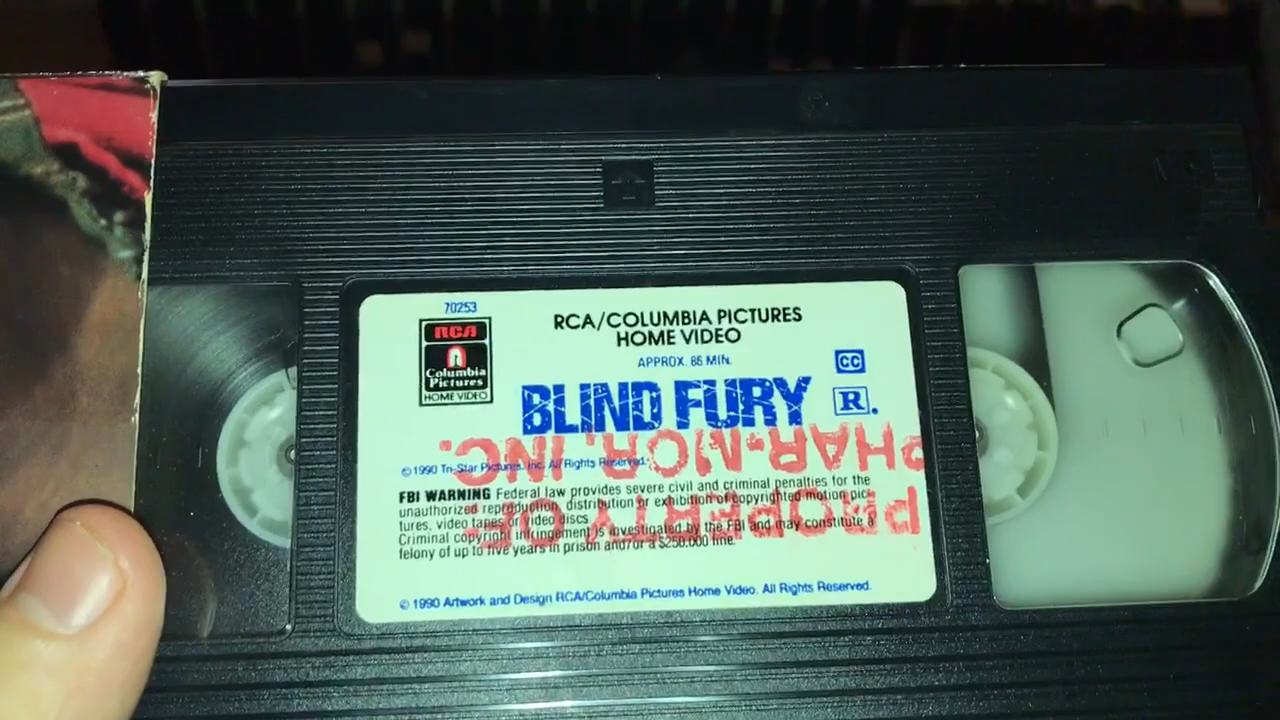 70253
RCA
Columbia
Pictures
HOME VIDEO
RCA/COLUMBIA PICTURES
HOME VIDEO
APPROX. 86 MIN.
CC
BLIND FURY
R.
© 1990 Tri-Star Pictures, Inc. All Rights Reserved.
FBI WARNING Federal law provides severe civil and criminal penalties for the
unauthorized reproduction, distribution or exhibition of copyrighted motion pic-
tures, video tapes or video discs
Criminal copyright infringement is investigated by the FBI and may constitute a
felony of up to five years in prison and/or a $250,000 fine.
© 1990 Artwork and Design RCA/Columbia Pictures Home Video. All Rights Reserved.
PROPERTY OF
PHAR-MOR, INC.